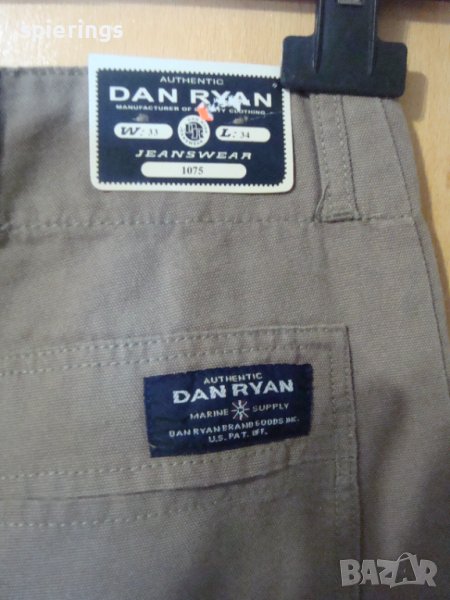 spierings
AUTHENTIC
DAN RYAN
MANUFACTURER OF CLOTHING
W: 33 L: 34
JEANSWEAR
1075
AUTHENTIC
DAN RYAN
MARINE SUPPLY
DAN RYAN BRAND GOODS INC.
U.S. PAT. OFF.
BAZAR